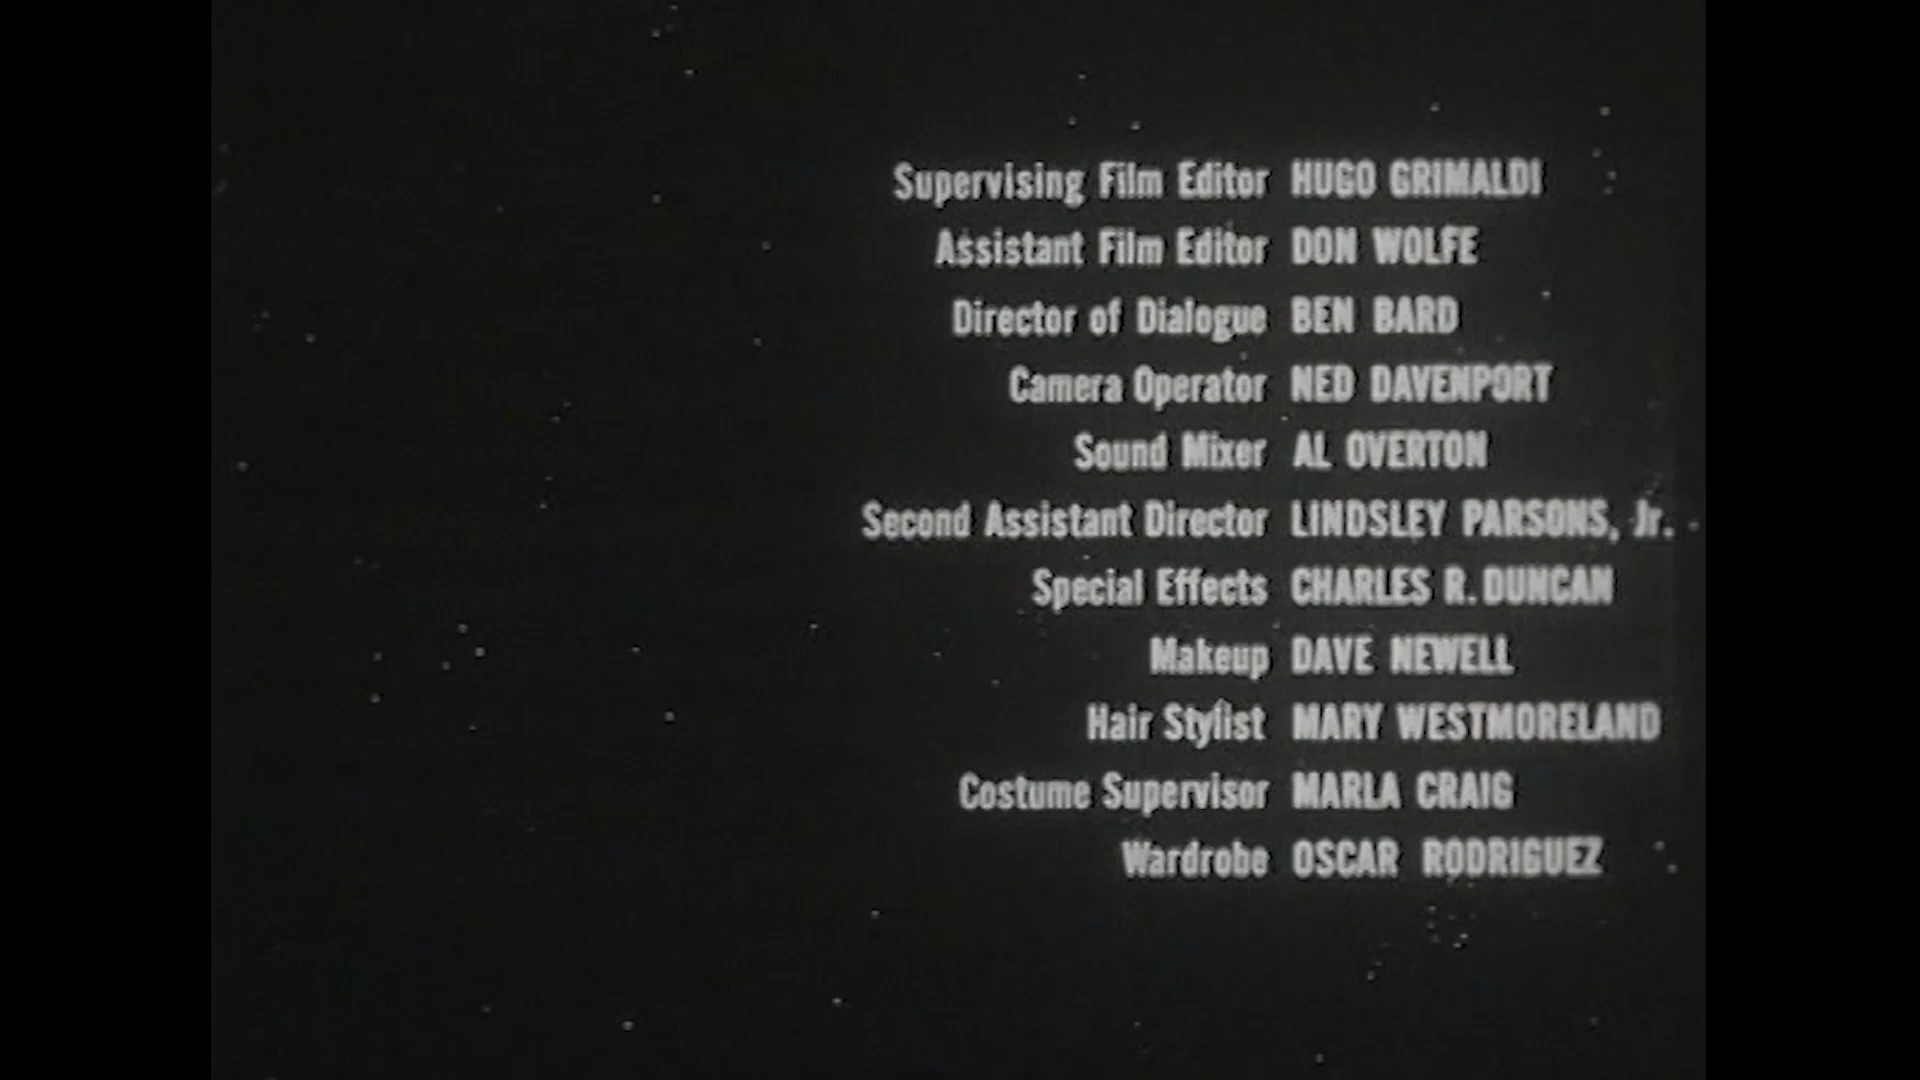 Supervising Film Editor HUGO GRIMALDI
Assistant Film Editor DON WOLFE
Director of Dialogue BEN BARD
Camera Operator NED DAVENPORT
Sound Mixer AL OVERTON
Second Assistant Director LINDSLEY PARSONS, Jr.
Special Effects CHARLES R. DUNCAN
Makeup DAVE NEWELL
Hair Stylist MARY WESTMORELAND
Costume Supervisor MARLA CRAIG
Wardrobe OSCAR RODRIGUEZ